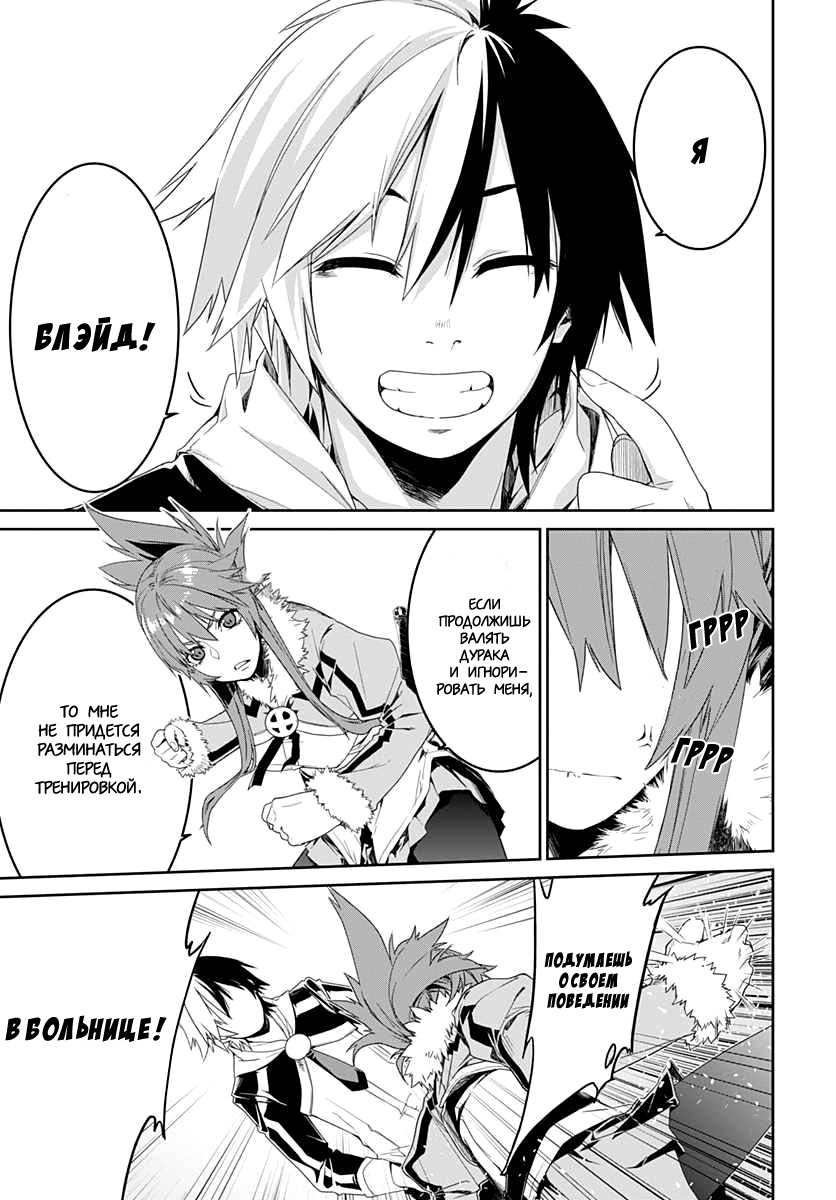 Я
БЛЭЙД!
ГРРР
ГРРР
ЕСЛИ
ПРОДОЛЖИШЬ
ВАЛЯТЬ
ДУРАКА
И ИГНОРИ-
РОВАТЬ МЕНЯ,
ТО МНЕ
НЕ ПРИДЕТСЯ
РАЗМИНАТЬСЯ
ПЕРЕД
ТРЕНИРОВКОЙ.
ПОДУМАЕШЬ
О СВОЕМ
ПОВЕДЕНИИ
В БОЛЬНИЦЕ!